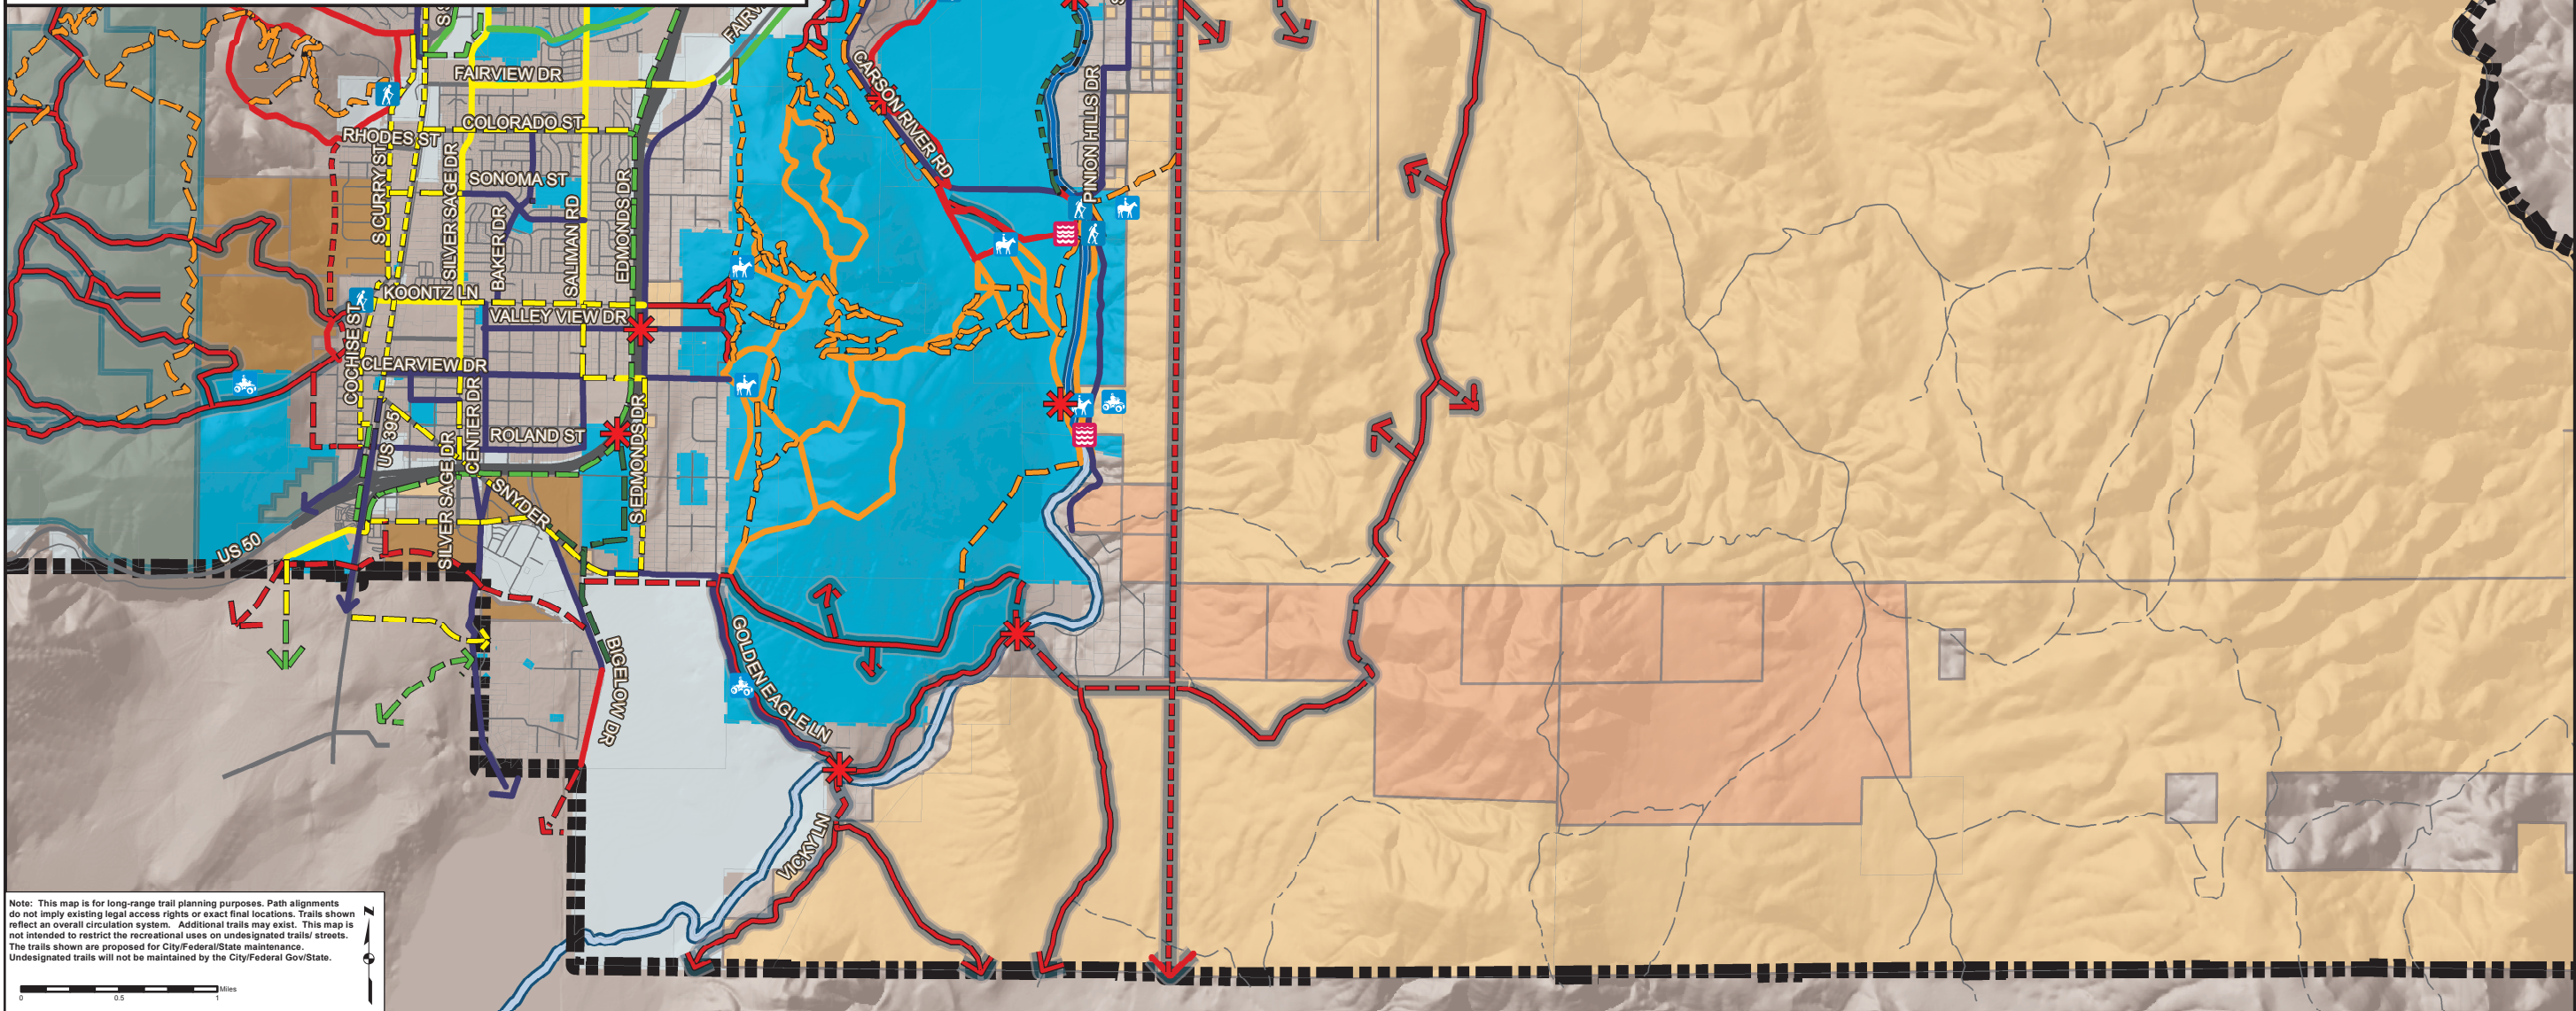 S
FAIRV
S
FAIRVIEW DR
CARSON RIVER RD
PINION HILLS DR
COLORADO ST
RHODES ST
S CURRY ST
SILVER SAGE DR
SONOMA ST
BAKER DR
SALIMAN RD
EDMONDS DR
KOONTZ LN
VALLEY VIEW DR
COCHISE ST
CLEARVIEW DR
CENTER DR
US 395
ROLAND ST
S EDMONDS DR
SILVER SAGE DR
SNYDER
US 50
GOLDEN EAGLE LN
BIGELOW DR
VICKY LN
Note: This map is for long-range trail planning purposes. Path alignments
do not imply existing legal access rights or exact final locations. Trails shown
reflect an overall circulation system. Additional trails may exist. This map is
not intended to restrict the recreational uses on undesignated trails/ streets.
The trails shown are proposed for City/Federal/State maintenance.
Undesignated trails will not be maintained by the City/Federal Gov/State.
N
Miles
0 0.5 1